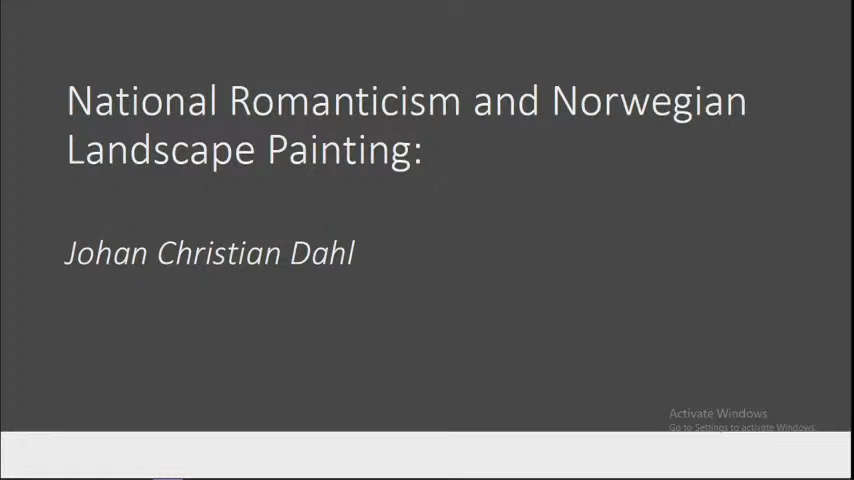 National Romanticism and Norwegian
Landscape Painting:
Johan Christian Dahl
Activate Windows
Go to Settings to activate Windows.